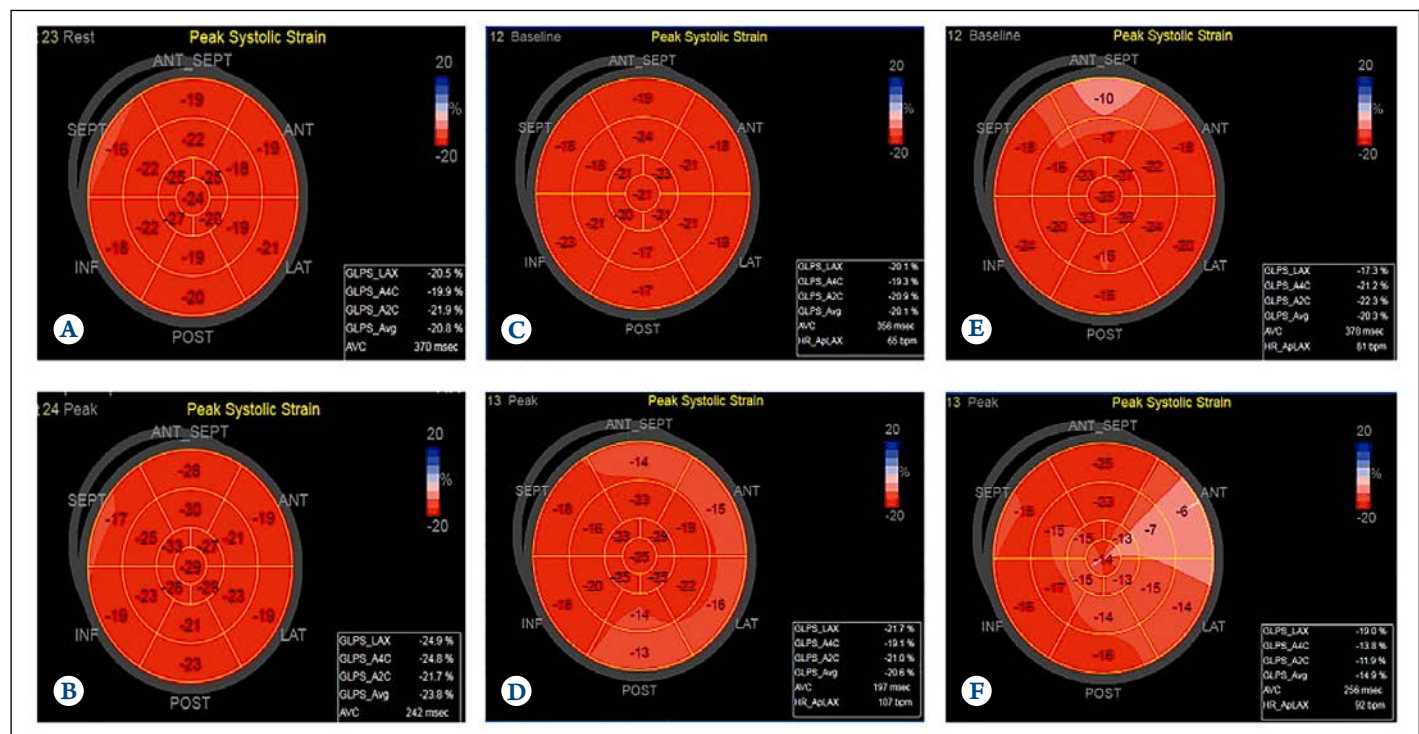 23 Rest Peak Systolic Strain
ANT_SEPT
20
%
-20
SEPT
ANT
-19
-16
-22
-19
-22
-18
-25
-24
-27
-22
-19
-18
-19
-21
INF
LAT
-20
POST
GLPS_LAX -20.5 %
GLPS_A4C -19.9 %
GLPS_A2C -21.9 %
GLPS_Avg -20.8 %
AVC 370 msec
A
12 Baseline Peak Systolic Strain
ANT_SEPT
20
%
-20
SEPT
ANT
-19
-18
-24
-18
-18
-21
-21
-23
-21
-20
-21
-21
-21
-23
-17
-19
INF
LAT
-17
POST
GLPS_LAX -20.1 %
GLPS_A4C -19.3 %
GLPS_A2C -20.9 %
GLPS_Avg -20.1 %
AVC 356 msec
HR_ApLAX 65 bpm
C
12 Baseline Peak Systolic Strain
ANT_SEPT
20
%
-20
SEPT
ANT
-10
-18
-17
-18
-22
-23
-20
-24
-24
INF
LAT
POST
GLPS_LAX -17.3 %
GLPS_A4C -21.2 %
GLPS_A2C -22.3 %
GLPS_Avg -20.3 %
AVC 378 msec
HR_ApLAX 81 bpm
E
24 Peak Peak Systolic Strain
ANT_SEPT
20
%
-20
SEPT
ANT
-28
-17
-30
-19
-25
-33
-27
-21
-29
-23
-23
-19
-21
-19
INF
LAT
-23
POST
GLPS_LAX -24.9 %
GLPS_A4C -24.8 %
GLPS_A2C -21.7 %
GLPS_Avg -23.8 %
AVC 242 msec
B
13 Peak Peak Systolic Strain
ANT_SEPT
20
%
-20
SEPT
ANT
-14
-18
-23
-15
-16
-23
-19
-25
-20
-25
-22
-18
-14
-16
INF
LAT
-13
POST
GLPS_LAX -21.7 %
GLPS_A4C -19.1 %
GLPS_A2C -21.0 %
GLPS_Avg -20.6 %
AVC 197 msec
HR_ApLAX 107 bpm
D
13 Peak Peak Systolic Strain
ANT_SEPT
20
%
-20
SEPT
ANT
-25
-23
-6
-15
-15
-13
-7
-14
-17
-15
-13
-15
-14
-14
INF
LAT
-16
POST
GLPS_LAX -19.0 %
GLPS_A4C -13.8 %
GLPS_A2C -11.9 %
GLPS_Avg -14.9 %
AVC 256 msec
HR_ApLAX 92 bpm
F